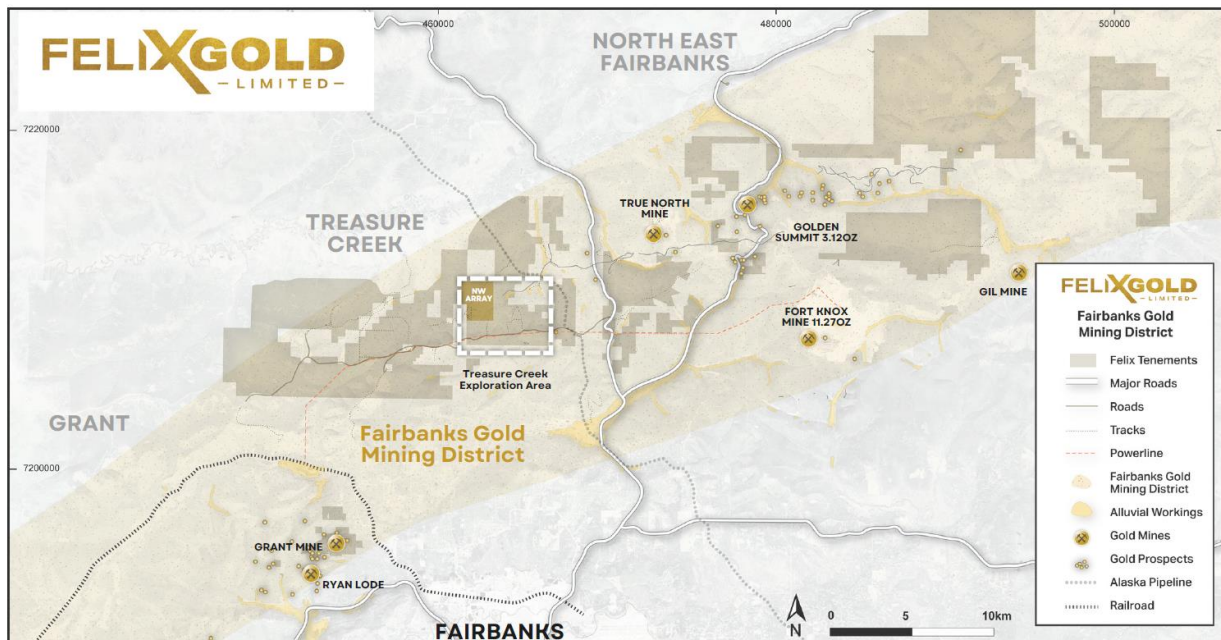 460000
480000
500000
FELIXGOLD
LIMITED
NORTH EAST
FAIRBANKS
7220000
TRUE NORTH
MINE
TREASURE
CREEK
GOLDEN
SUMMIT 3.12OZ
NW
ARRAY
GIL MINE
FORT KNOX
MINE 11.27OZ
Treasure Creek
Exploration Area
GRANT
Fairbanks Gold
Mining District
7200000
GRANT MINE
RYAN LODE
FAIRBANKS
N
0 5 10km
FELIXGOLD
LIMITED
Fairbanks Gold
Mining District
Felix Tenements
Major Roads
Roads
Tracks
Powerline
Fairbanks Gold
Mining District
Alluvial Workings
Gold Mines
Gold Prospects
Alaska Pipeline
Railroad